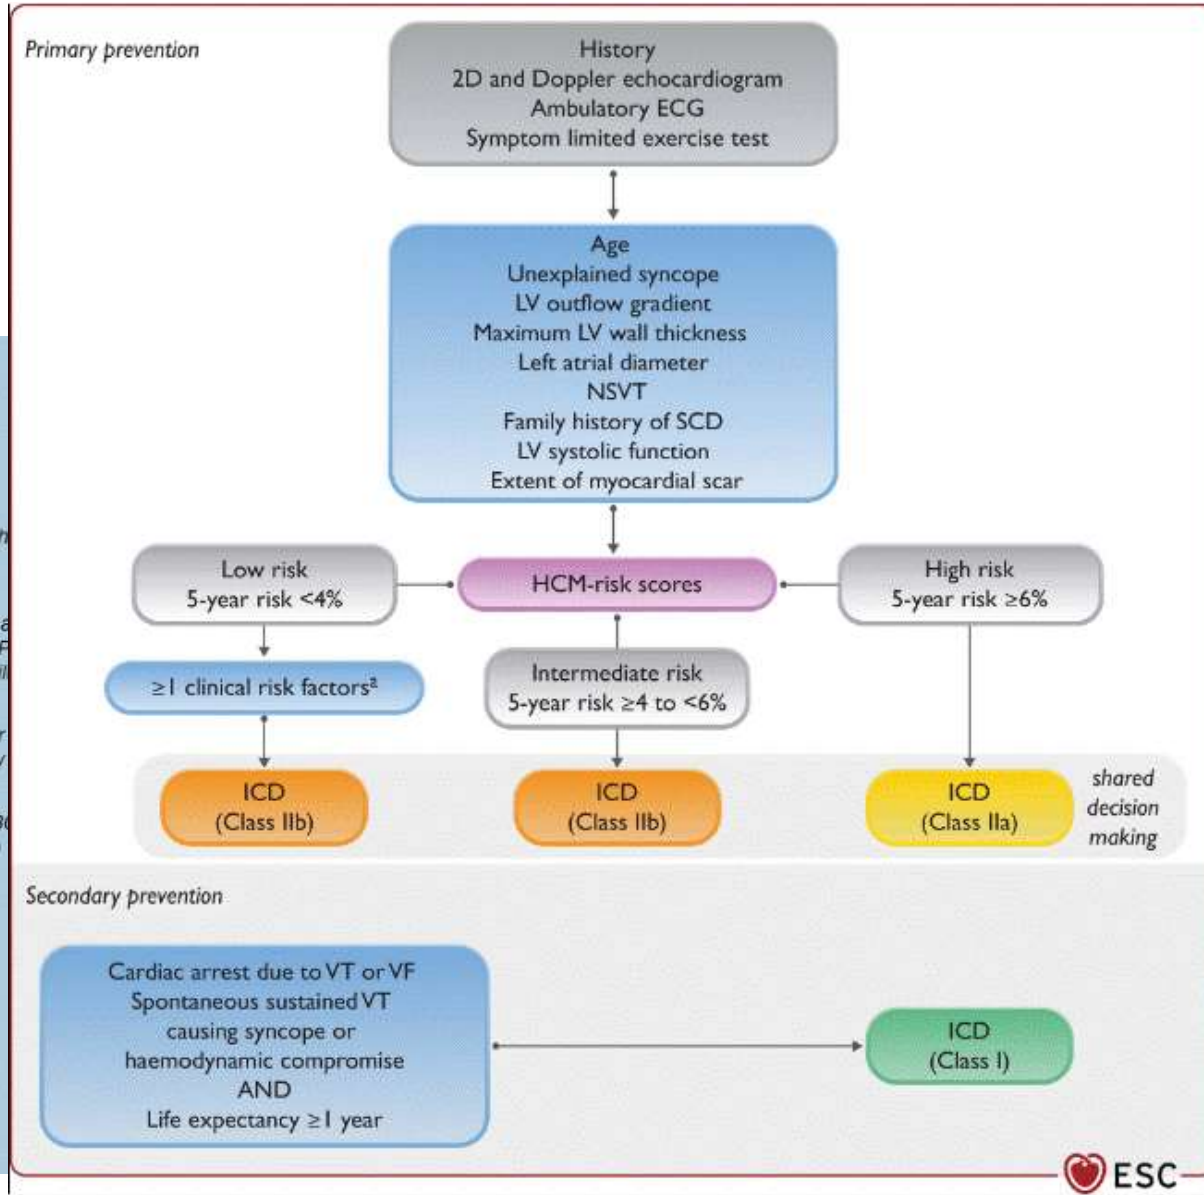 Primary prevention
History
2D and Doppler echocardiogram
Ambulatory ECG
Symptom limited exercise test
Age
Unexplained syncope
LV outflow gradient
Maximum LV wall thickness
Left atrial diameter
NSVT
Family history of SCD
LV systolic function
Extent of myocardial scar
Low risk
5-year risk <4%
HCM-risk scores
High risk
5-year risk ≥6%
≥1 clinical risk factorsª
Intermediate risk
5-year risk ≥4 to <6%
ICD
(Class IIb)
ICD
(Class IIb)
ICD
(Class IIa)
shared
decision
making
Secondary prevention
Cardiac arrest due to VT or VF
Spontaneous sustained VT
causing syncope or
haemodynamic compromise
AND
Life expectancy ≥1 year
ICD
(Class I)
ESC